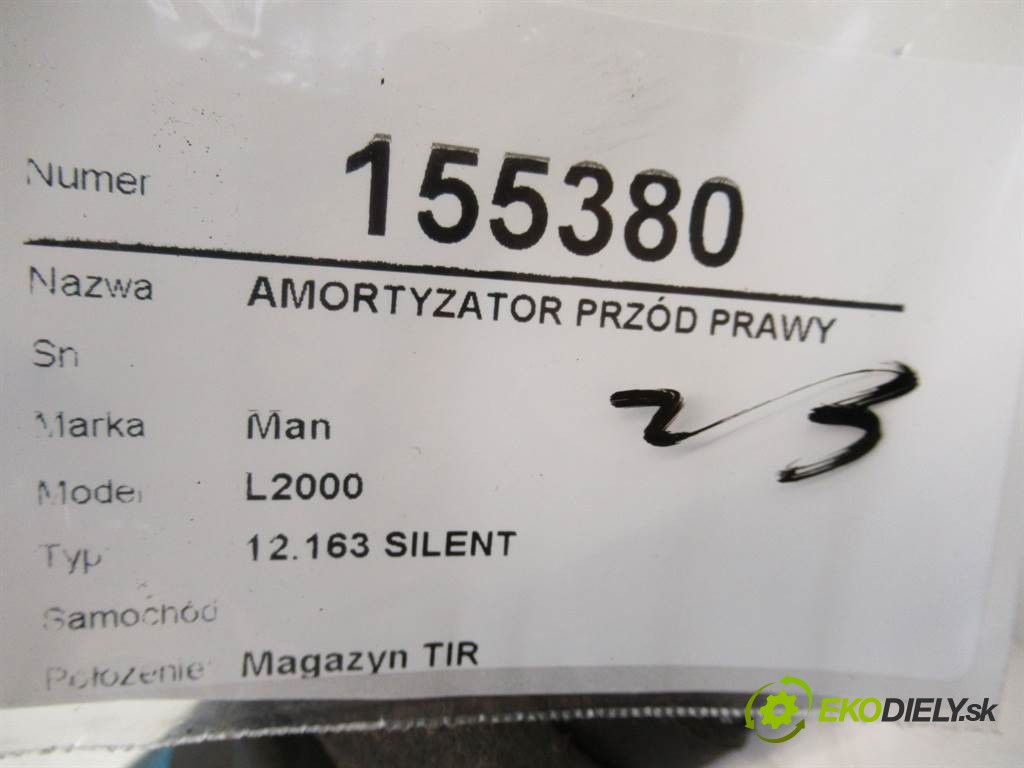 Numer 155380
Nazwa AMORTYZATOR PRZÓD PRAWY
Sn
Marka Man
23
Model L2000
Typ 12.163 SILENT
Samochód
Położenie Magazyn TIR
EKODIELY.sk